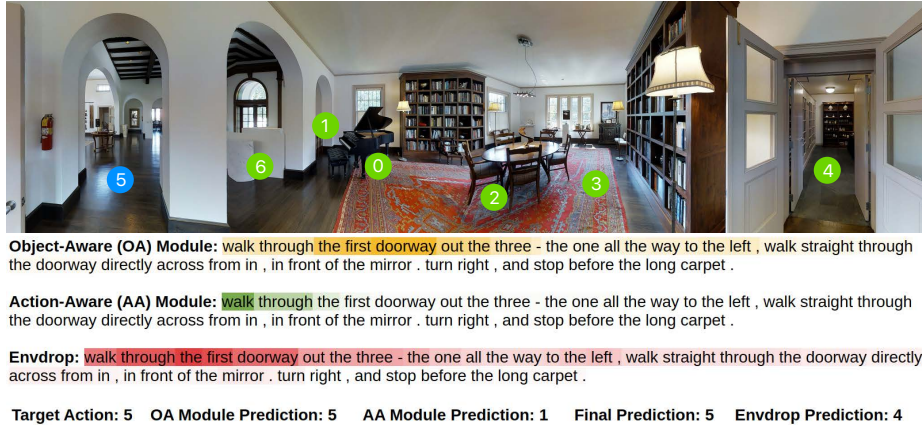 5
6
1
0
2
3
4
Object-Aware (OA) Module: walk through the first doorway out the three - the one all the way to the left , walk straight through
the doorway directly across from in , in front of the mirror . turn right , and stop before the long carpet .
Action-Aware (AA) Module: walk through the first doorway out the three - the one all the way to the left , walk straight through
the doorway directly across from in , in front of the mirror . turn right , and stop before the long carpet .
Envdrop: walk through the first doorway out the three - the one all the way to the left , walk straight through the doorway directly
across from in , in front of the mirror . turn right , and stop before the long carpet .
Target Action: 5 OA Module Prediction: 5 AA Module Prediction: 1 Final Prediction: 5 Envdrop Prediction: 4